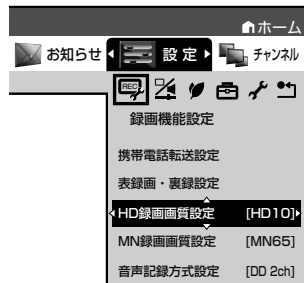 ホーム
お知らせ 設定 チャンネル
REC
録画機能設定
携帯電話転送設定
表録画・裏録設定
HD録画画質設定 [HD10]
MN録画画質設定 [MN65]
音声記録方式設定 [DD 2ch]